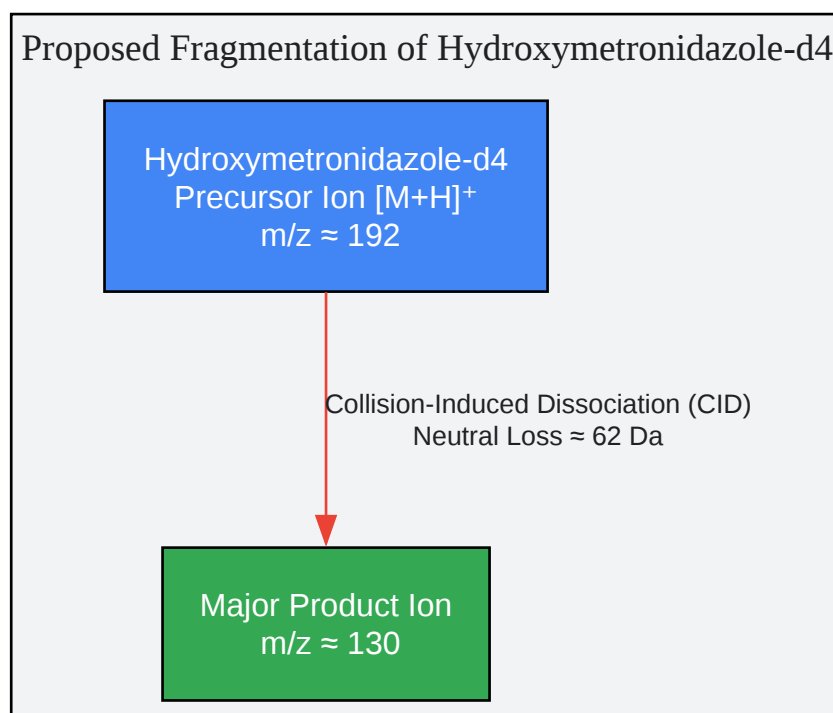 Proposed Fragmentation of Hydroxymetronidazole-d4
Hydroxymetronidazole-d4
Precursor Ion [M+H]⁺
m/z ≈ 192
Collision-Induced Dissociation (CID)
Neutral Loss ≈ 62 Da
Major Product Ion
m/z ≈ 130